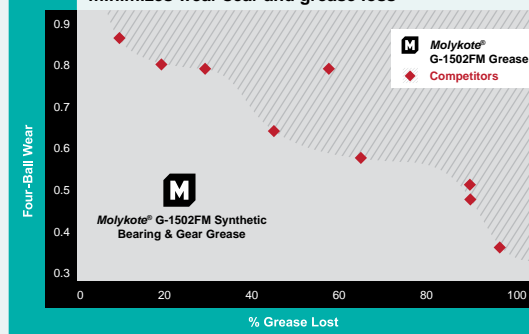 minimizes wear scar and grease loss
0.9
M
Molykote®
G-1502FM Grease
Competitors
0.8
0.7
0.6
0.5
0.4
0.3
Four-Ball Wear
M
Molykote® G-1502FM Synthetic
Bearing & Gear Grease
0 20 40 60 80 100
% Grease Lost